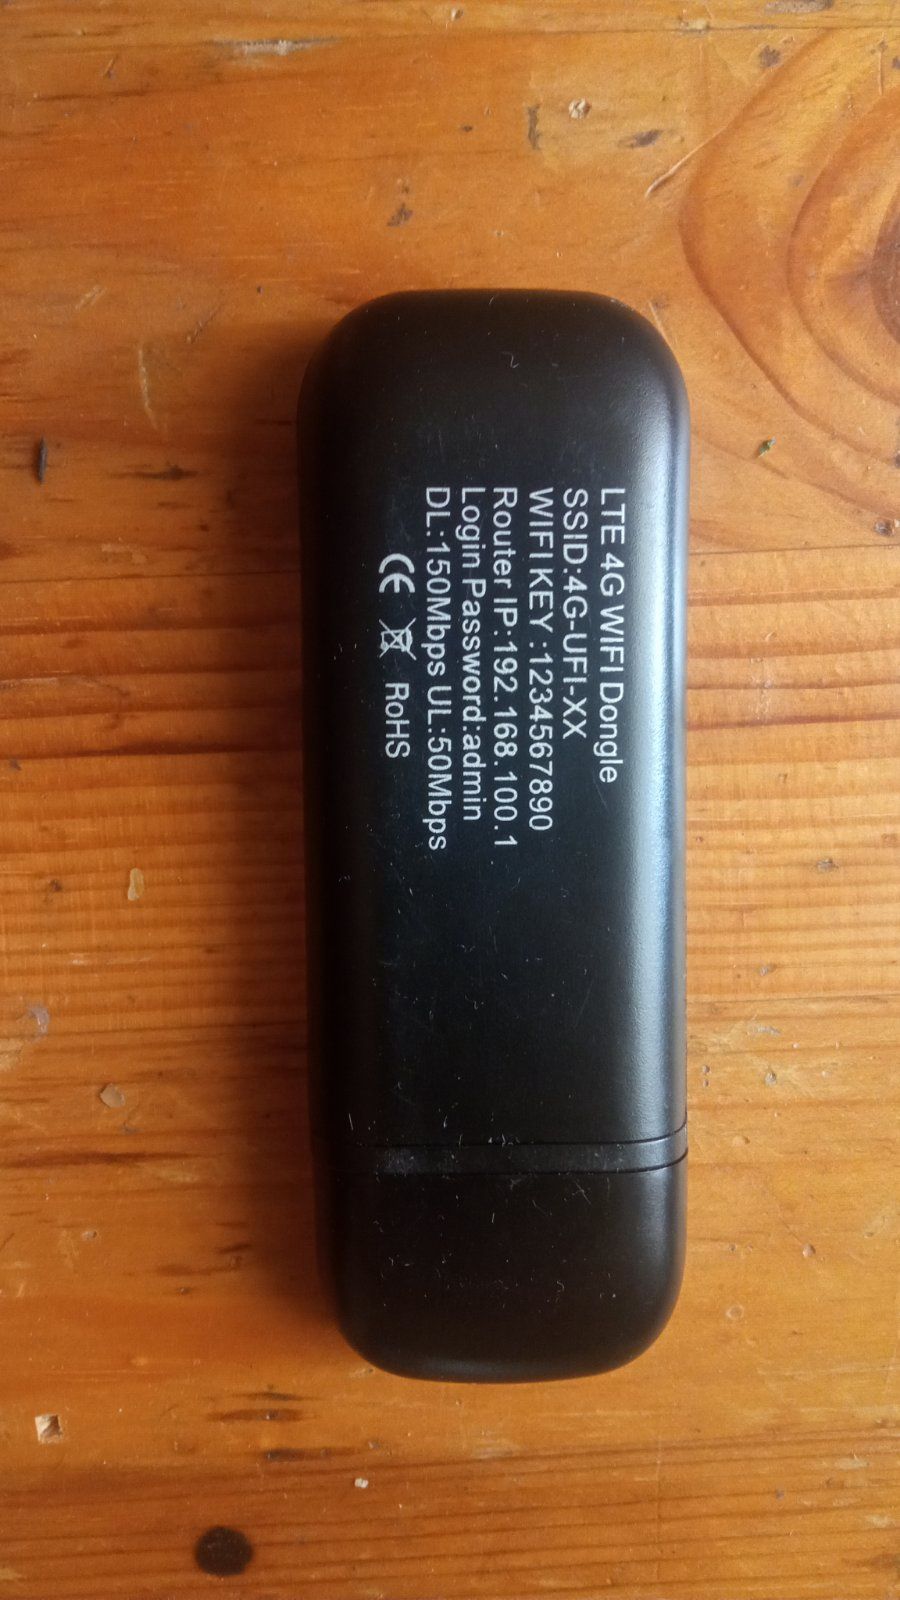 LTE 4G WIFI Dongle
SSID:4G-UFI-XX
WIFI KEY :1234567890
Router IP:192.168.100.1
Login Password:admin
DL:150Mbps UL:50Mbps
CE RoHS